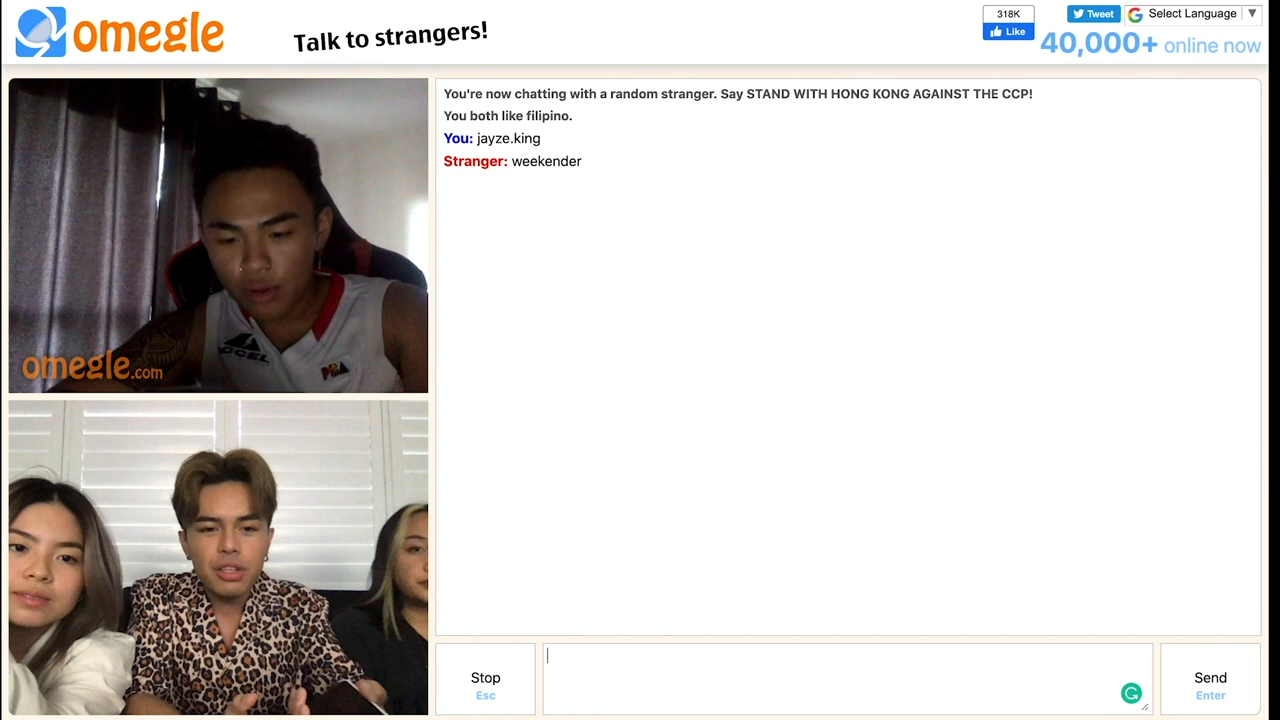 omegle
Talk to strangers!
318K
Like
Tweet
Select Language
40,000+ online now
You're now chatting with a random stranger. Say STAND WITH HONG KONG AGAINST THE CCP!
You both like filipino.
You: jayze.king
Stranger: weekender
ACCEL
PBA
omegle.com
Stop
Esc
Send
Enter